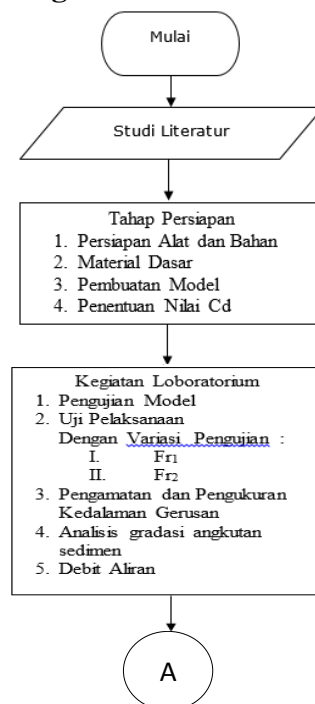 Mulai
Studi Literatur
Tahap Persiapan
1. Persiapan Alat dan Bahan
2. Material Dasar
3. Pembuatan Model
4. Penentuan Nilai Cd
Kegiatan Loboratorium
1. Pengujian Model
2. Uji Pelaksanaan
Dengan Variasi Pengujian :
I. Fr1
II. Fr2
3. Pengamatan dan Pengukuran
Kedalaman Gerusan
4. Analisis gradasi angkutan
sedimen
5. Debit Aliran
A